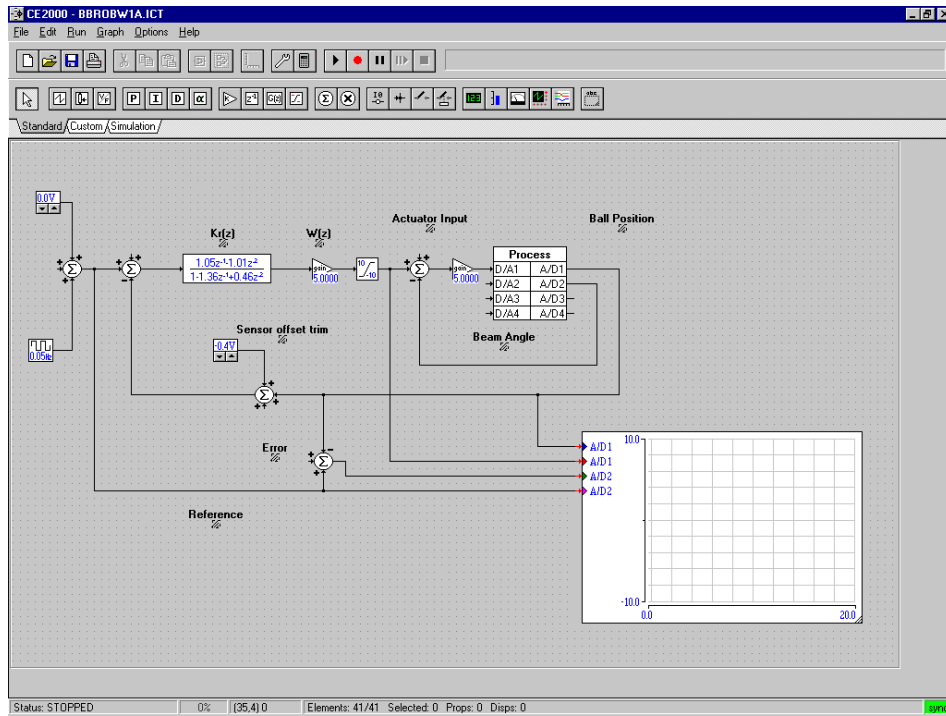 CE2000 - BBROBW1A.ICT
File Edit Run Graph Options Help
Standard Custom Simulation
0.0V
Actuator Input
Ball Position
Kr(z)
W(z)
Process
1.05z⁻¹-1.01z⁻²
1-1.36z⁻¹+0.46z⁻²
gain
5.0000
10
-10
gain
5.0000
D/A1 A/D1
D/A2 A/D2
D/A3 A/D3
D/A4 A/D4
0.05Hz
Sensor offset trim
-0.4V
Beam Angle
Error
Reference
A/D1
A/D1
A/D2
A/D2
10.0
-10.0
0.0
20.0
Status: STOPPED 0% (35,4) 0 Elements: 41/41 Selected: 0 Props: 0 Disps: 0